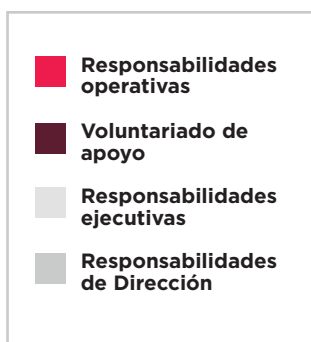 Responsabilidades
operativas
Voluntariado de
apoyo
Responsabilidades
ejecutivas
Responsabilidades
de Dirección